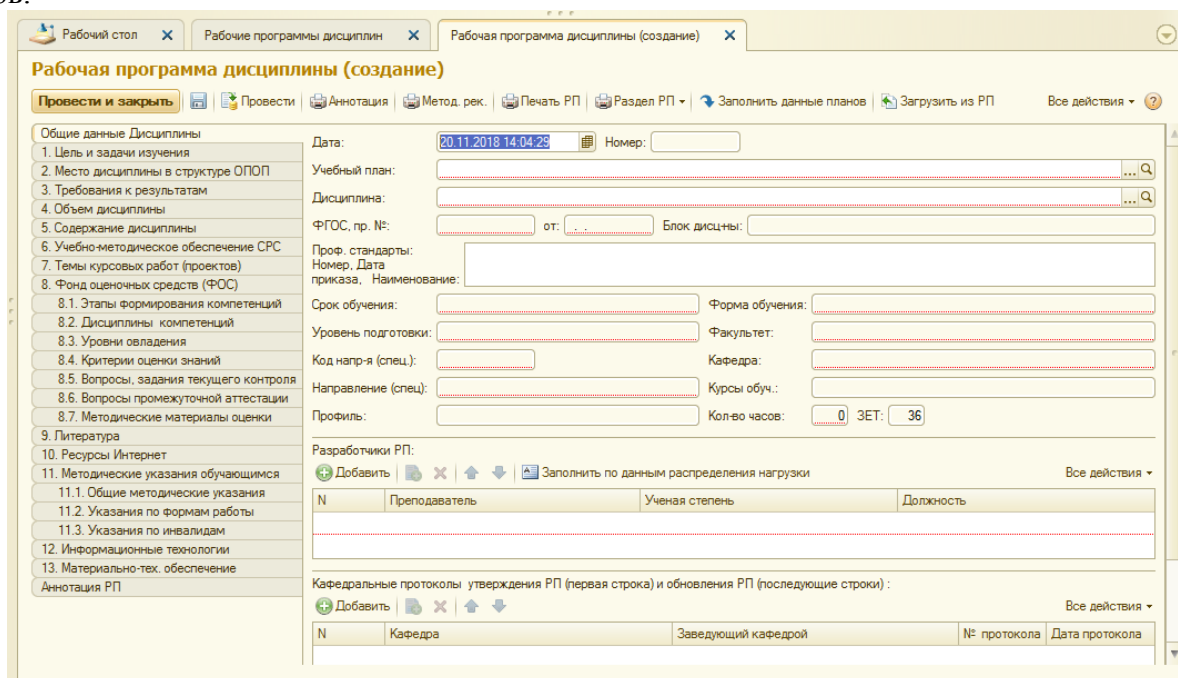 ов.
Рабочий стол Рабочие программы дисциплин Рабочая программа дисциплины (создание)
Рабочая программа дисциплины (создание)
Провести и закрыть Провести Аннотация Метод. рек. Печать РП Раздел РП Заполнить данные планов Загрузить из РП Все действия
Общие данные Дисциплины
1. Цель и задачи изучения
2. Место дисциплины в структуре ОПОП
3. Требования к результатам
4. Объем дисциплины
5. Содержание дисциплины
6. Учебно-методическое обеспечение СРС
7. Темы курсовых работ (проектов)
8. Фонд оценочных средств (ФОС)
8.1. Этапы формирования компетенций
8.2. Дисциплины компетенций
8.3. Уровни овладения
8.4. Критерии оценки знаний
8.5. Вопросы, задания текущего контроля
8.6. Вопросы промежуточной аттестации
8.7. Методические материалы оценки
9. Литература
10. Ресурсы Интернет
11. Методические указания обучающимся
11.1. Общие методические указания
11.2. Указания по формам работы
11.3. Указания по инвалидам
12. Информационные технологии
13. Материально-тех. обеспечение
Аннотация РП
Дата: 20.11.2018 14:04:29 Номер:
Учебный план: ...
Дисциплина: ...
ФГОС, пр. №: от: . . Блок дисц-ны:
Проф. стандарты:
Номер, Дата
приказа, Наименование:
Срок обучения: Форма обучения:
Уровень подготовки: Факультет:
Код напр-я (спец.): Кафедра:
Направление (спец): Курсы обуч.:
Профиль: Кол-во часов: 0 ЗЕТ: 36
Разработчики РП:
Добавить Заполнить по данным распределения нагрузки Все действия
N Преподаватель Ученая степень Должность
Кафедральные протоколы утверждения РП (первая строка) и обновления РП (последующие строки) :
Добавить Все действия
N Кафедра Заведующий кафедрой № протокола Дата протокола